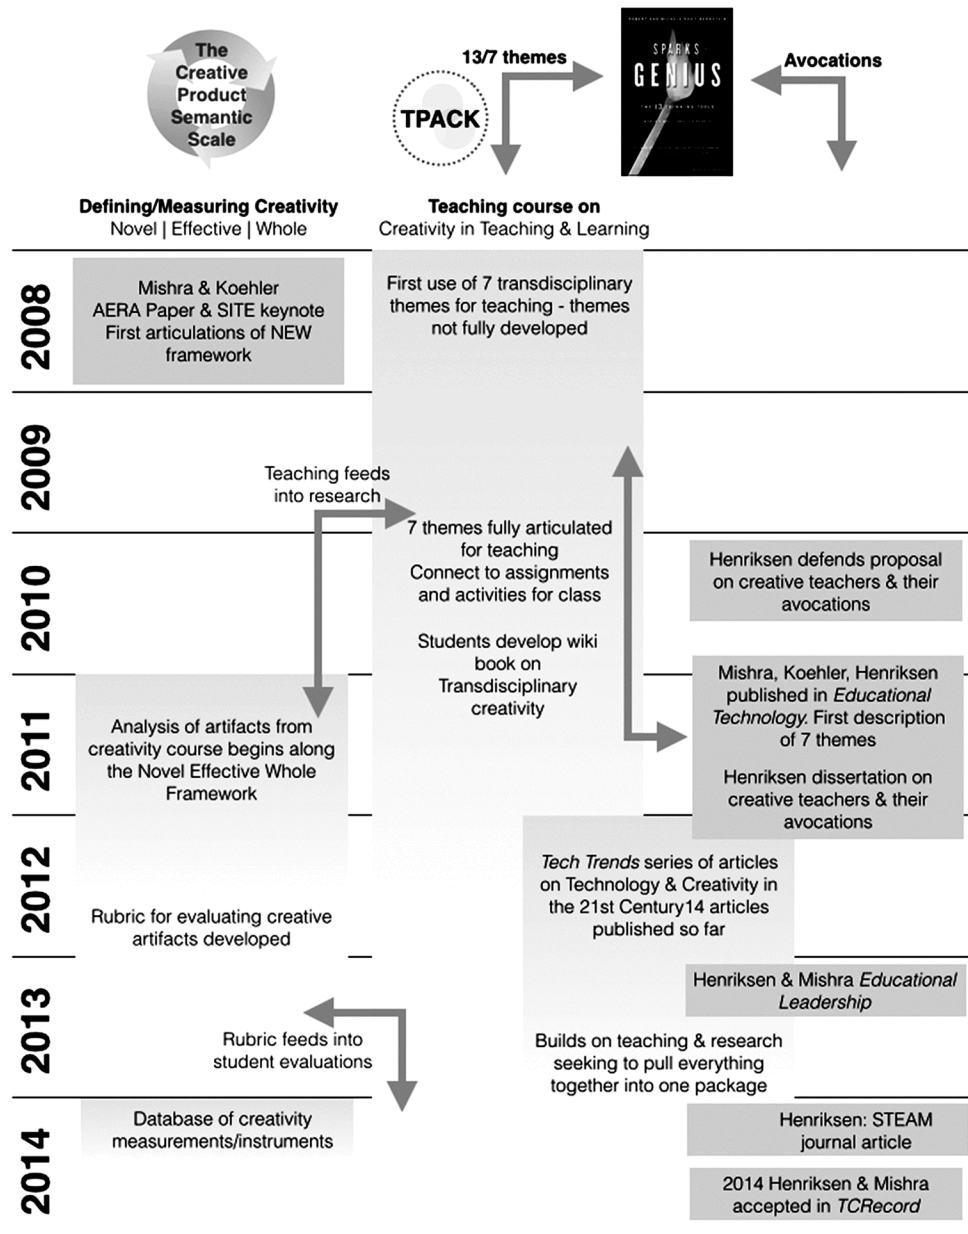 The
Creative
Product
Semantic
Scale
TPACK
13/7 themes
SPARKS
GENIUS
Avocations
Defining/Measuring Creativity
Novel | Effective | Whole
Teaching course on
Creativity in Teaching & Learning
2008
Mishra & Koehler
AERA Paper & SITE keynote
First articulations of NEW
framework
First use of 7 transdisciplinary
themes for teaching - themes
not fully developed
2009
Teaching feeds
into research
7 themes fully articulated
for teaching
Connect to assignments
and activities for class
2010
Henriksen defends proposal
on creative teachers & their
avocations
Students develop wiki
book on
Transdisciplinary
creativity
2011
Analysis of artifacts from
creativity course begins along
the Novel Effective Whole
Framework
Mishra, Koehler, Henriksen
published in Educational
Technology. First description
of 7 themes
Henriksen dissertation on
creative teachers & their
avocations
2012
Tech Trends series of articles
on Technology & Creativity in
the 21st Century14 articles
published so far
Rubric for evaluating creative
artifacts developed
2013
Henriksen & Mishra Educational
Leadership
Rubric feeds into
student evaluations
Builds on teaching & research
seeking to pull everything
together into one package
2014
Database of creativity
measurements/instruments
Henriksen: STEAM
journal article
2014 Henriksen & Mishra
accepted in TCRecord